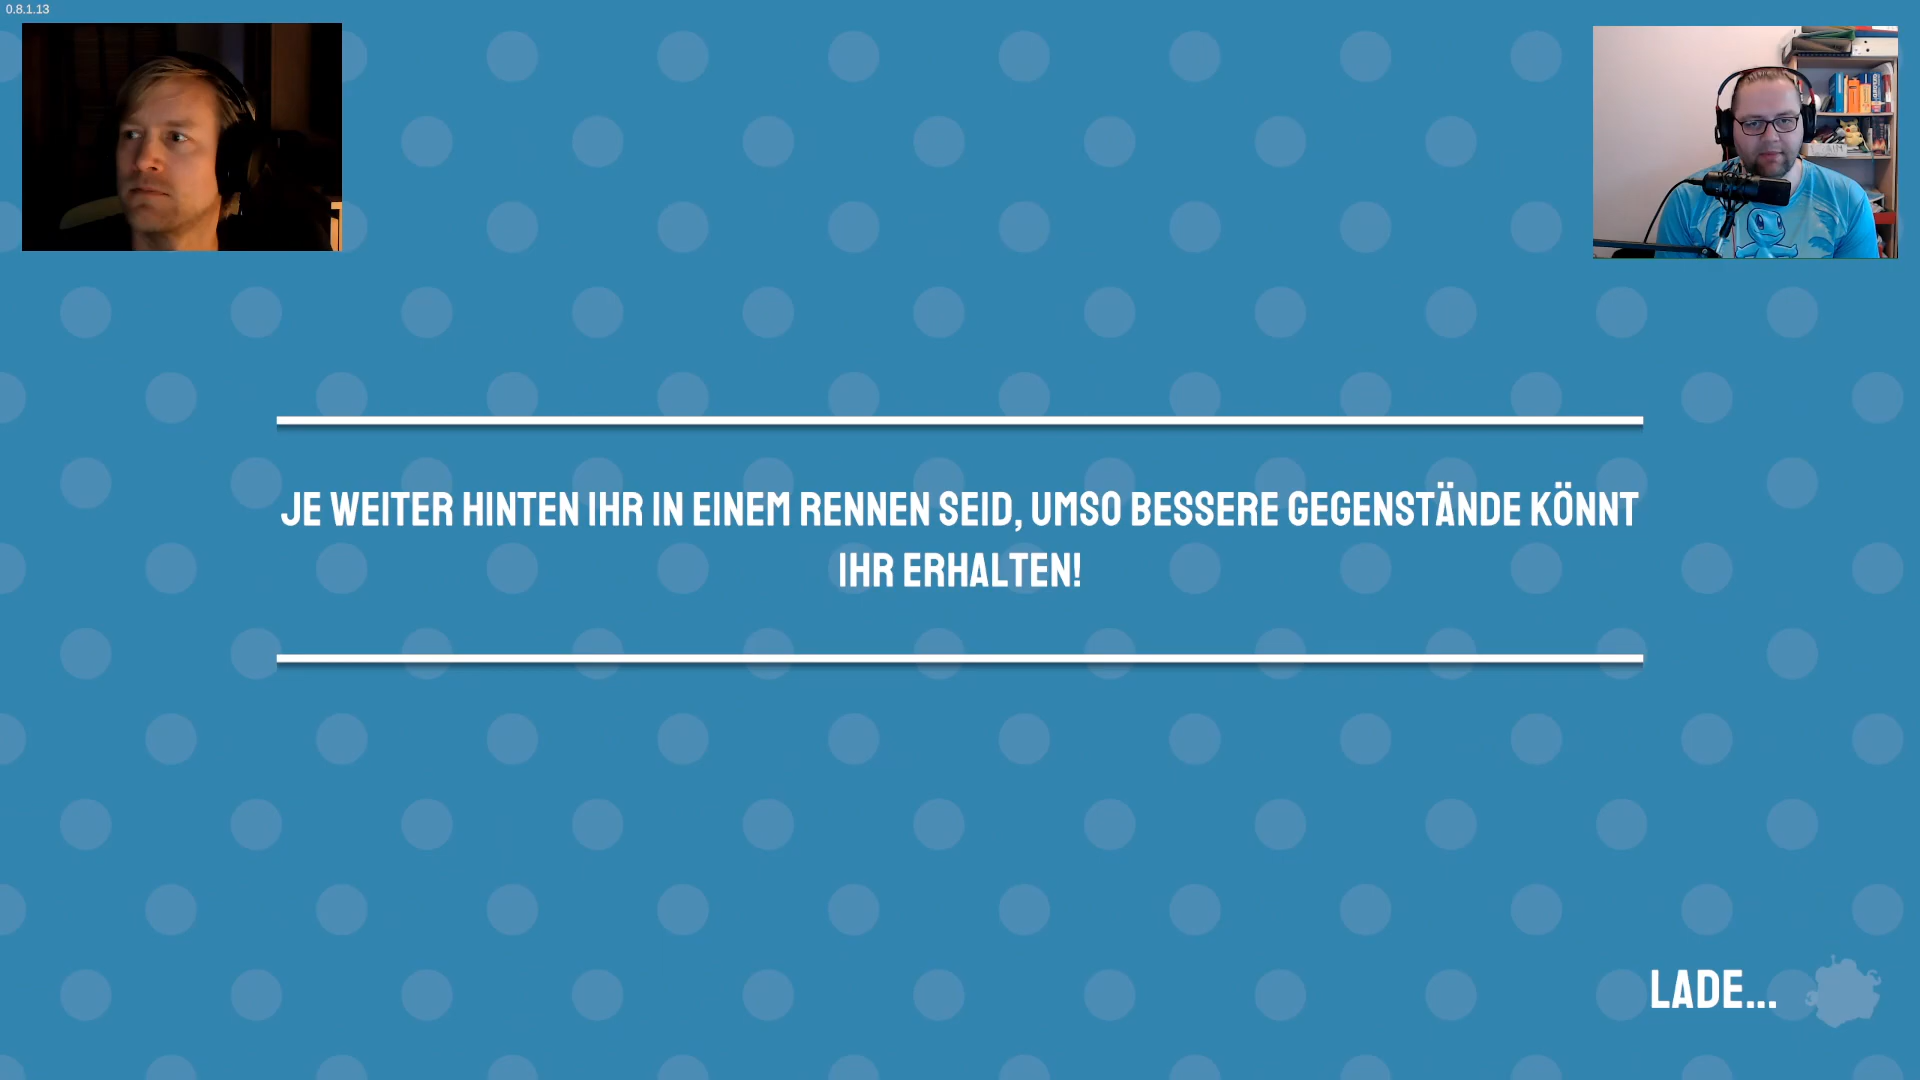 0.8.1.13
JE WEITER HINTEN IHR IN EINEM RENNEN SEID, UMSO BESSERE GEGENSTÄNDE KÖNNT
IHR ERHALTEN!
LADE...